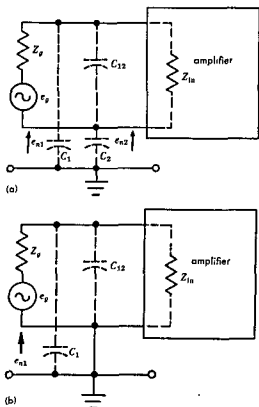 Z_g
C_12
amplifier
Z_in
e_g
e_n1
C_1
C_2
e_n2
(a)
Z_g
C_12
amplifier
Z_in
e_g
e_n1
C_1
(b)